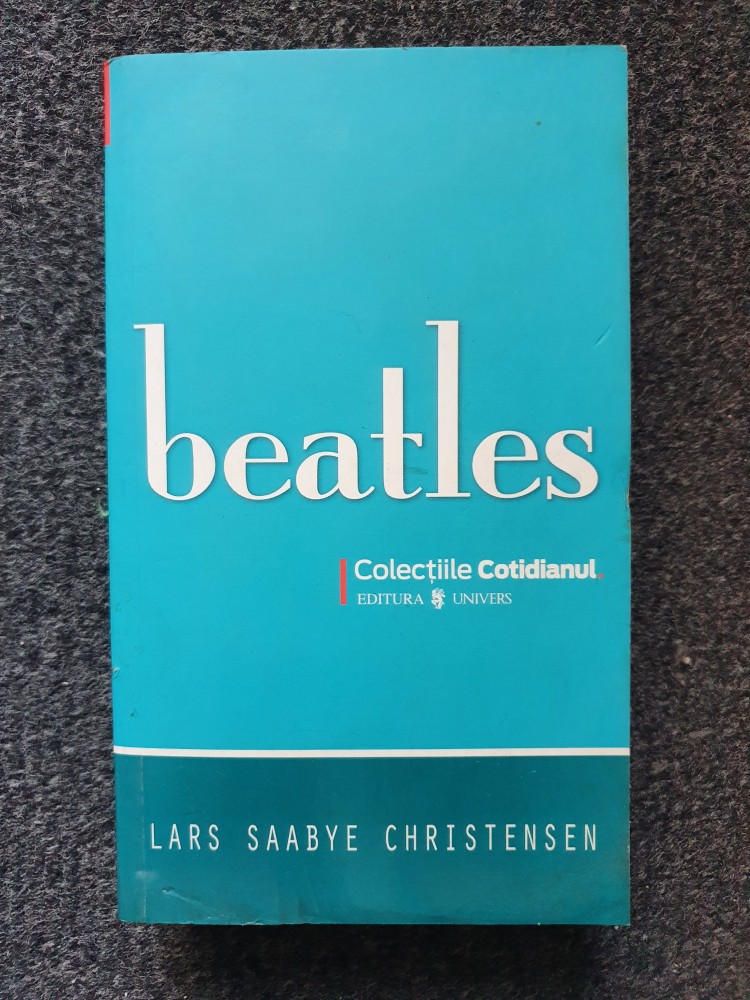 beatles
Colecțiile Cotidianul.
EDITURA UNIVERS
LARS SAABYE CHRISTENSEN